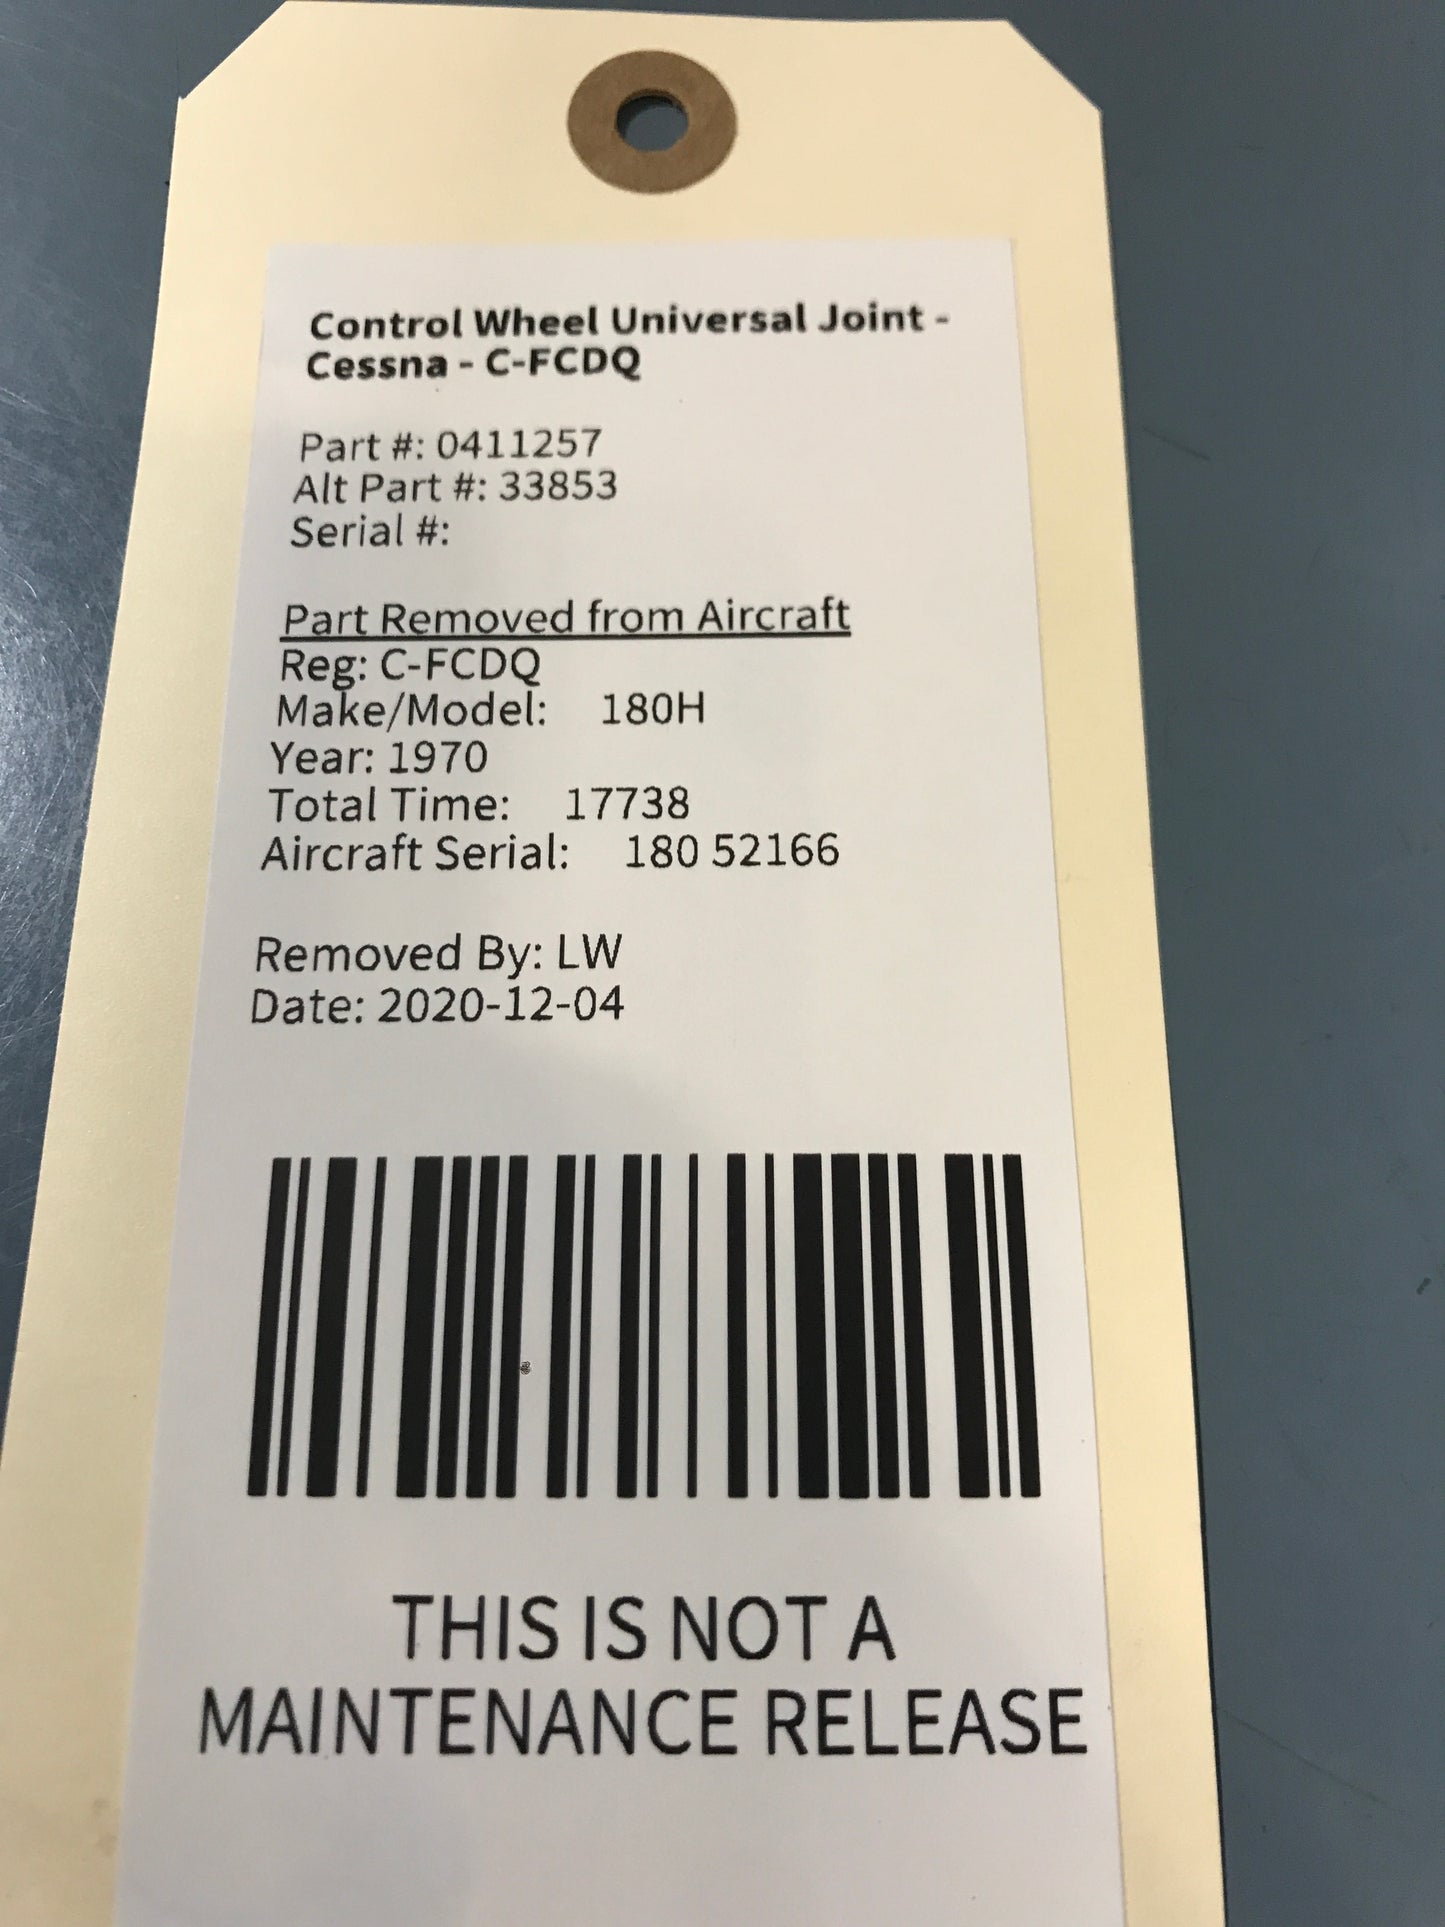 Control Wheel Universal Joint -
Cessna - C-FCDQ
Part #: 0411257
Alt Part #: 33853
Serial #:
Part Removed from Aircraft
Reg: C-FCDQ
Make/Model: 180H
Year: 1970
Total Time: 17738
Aircraft Serial: 180 52166
Removed By: LW
Date: 2020-12-04
THIS IS NOT A
MAINTENANCE RELEASE